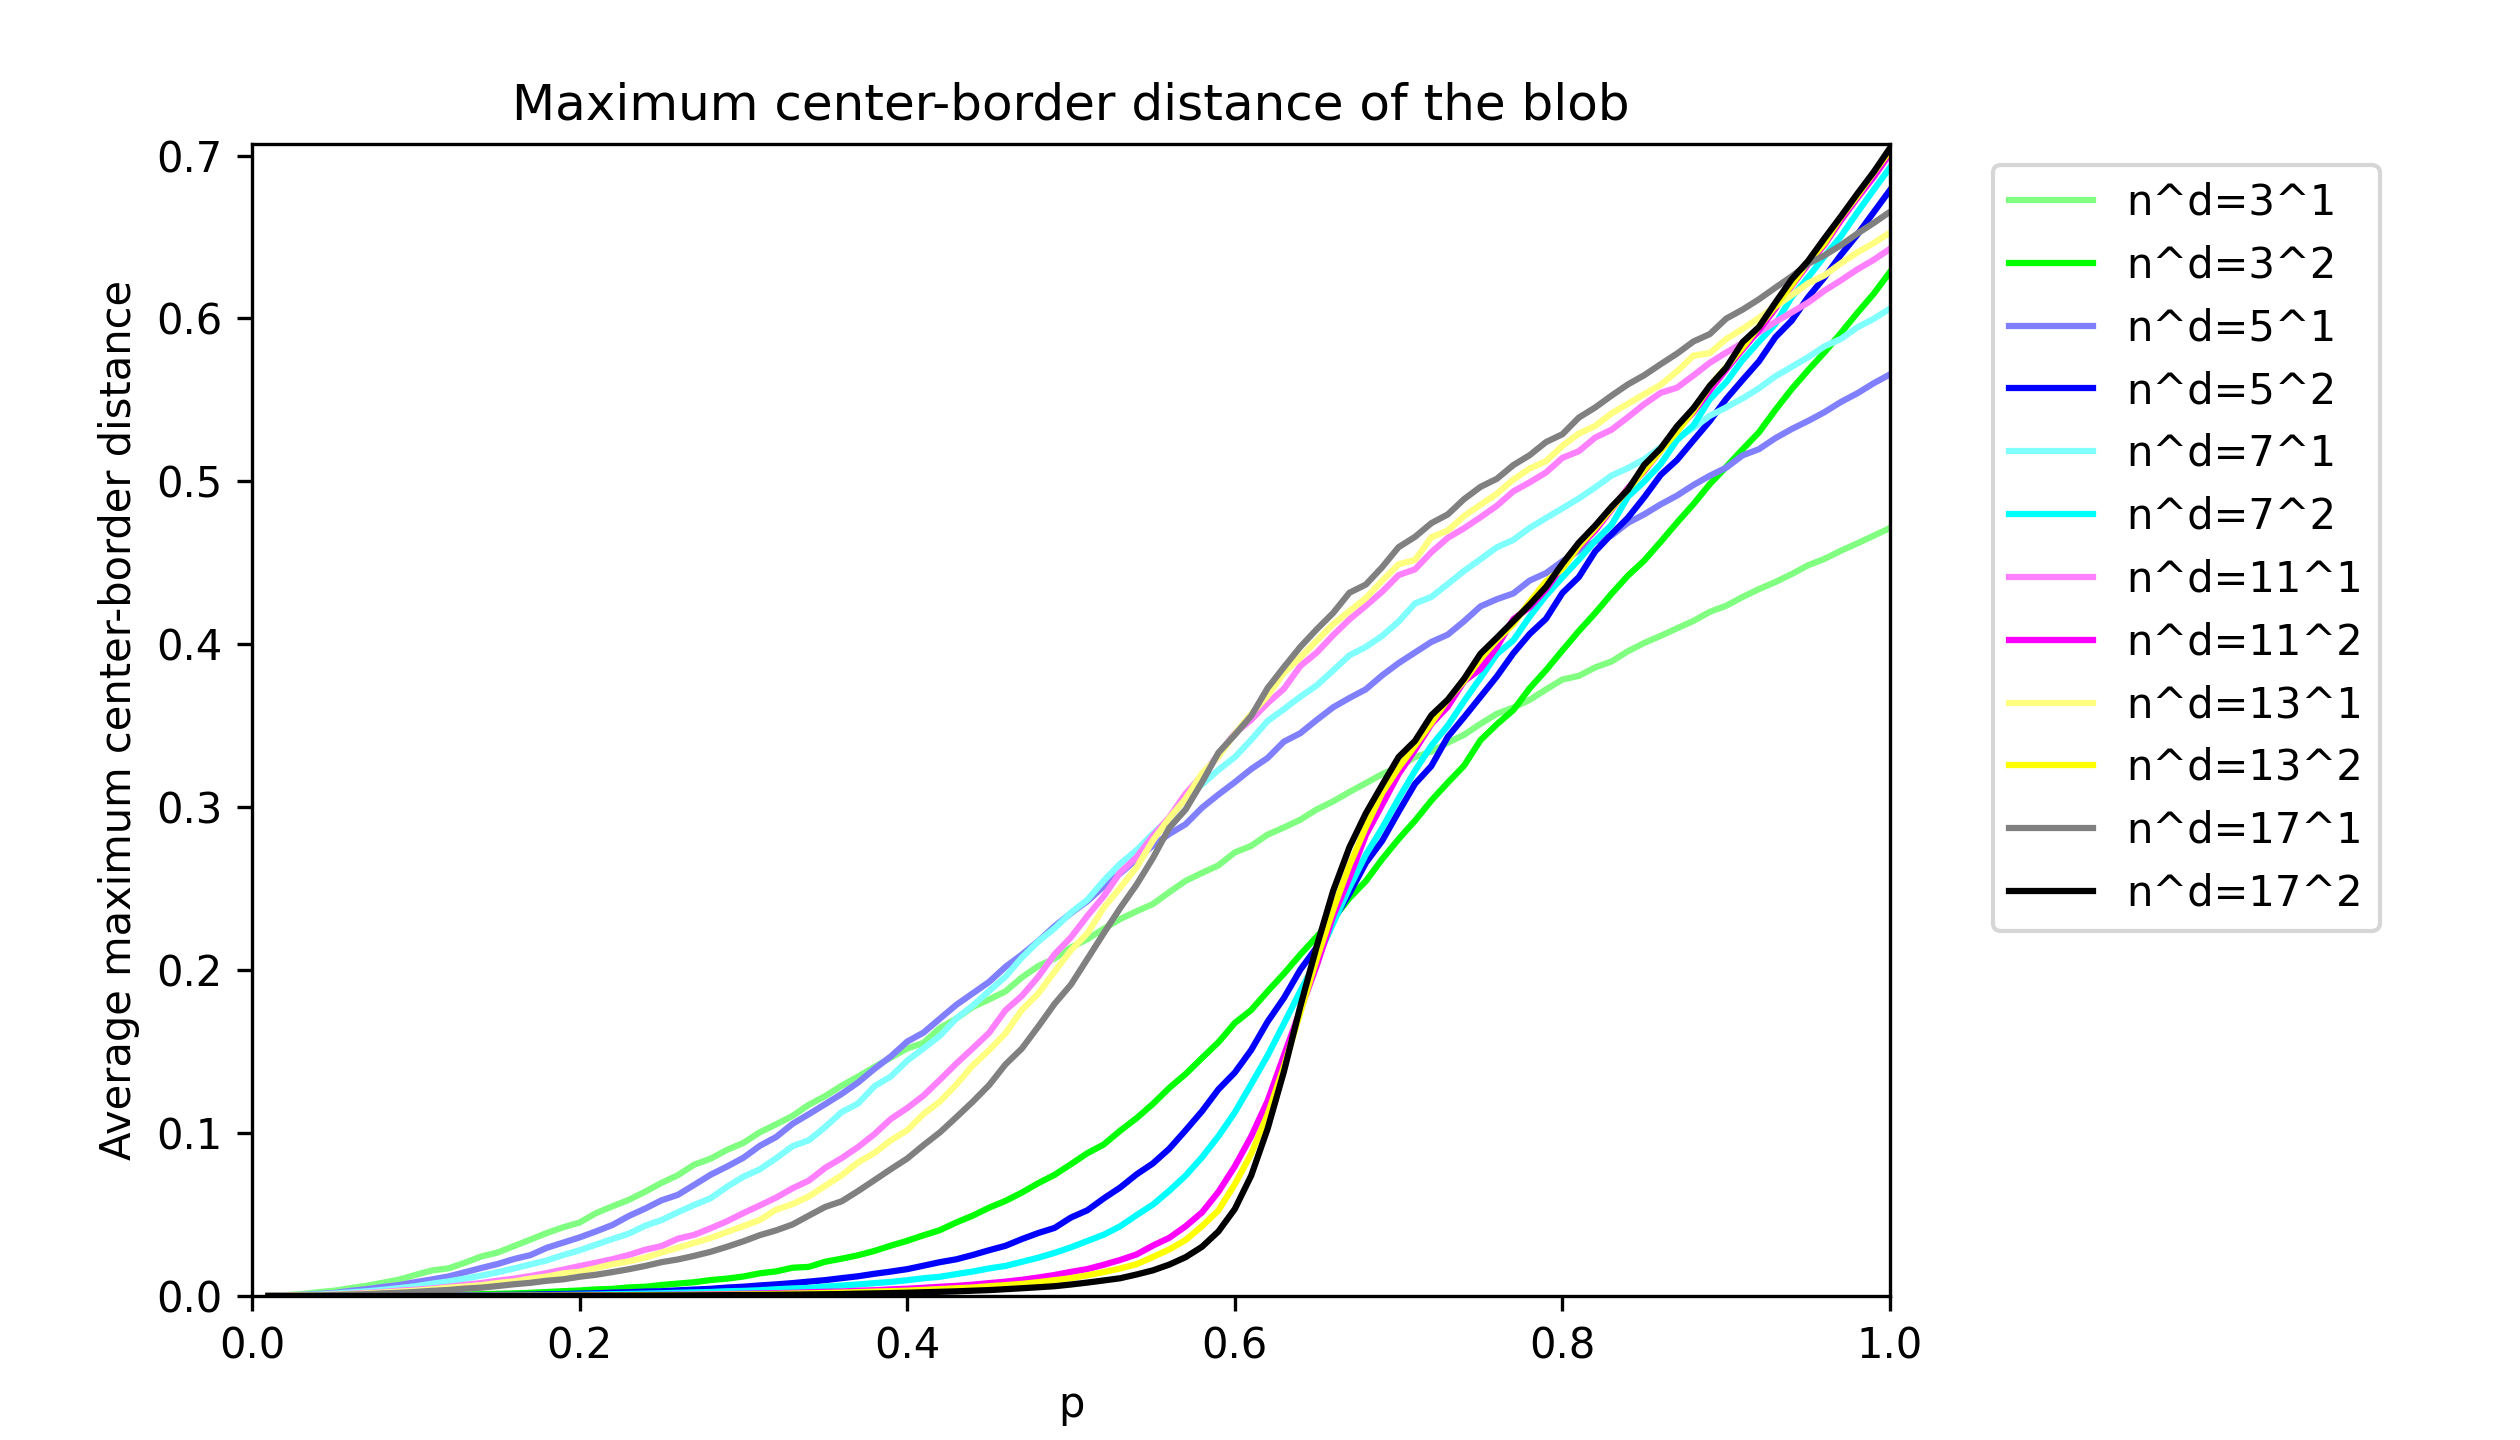 Maximum center-border distance of the blob
Average maximum center-border distance
0.7
0.6
0.5
0.4
0.3
0.2
0.1
0.0
0.0 0.2 0.4 0.6 0.8 1.0
p
n^d=3^1
n^d=3^2
n^d=5^1
n^d=5^2
n^d=7^1
n^d=7^2
n^d=11^1
n^d=11^2
n^d=13^1
n^d=13^2
n^d=17^1
n^d=17^2